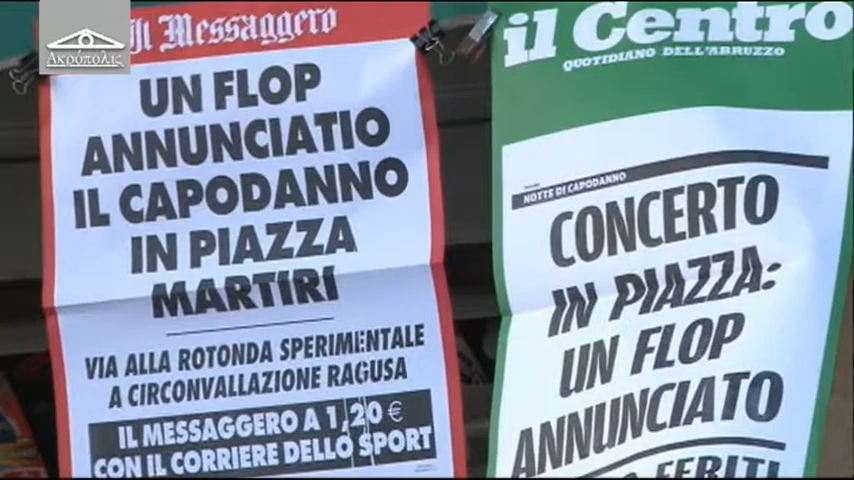 Ακρόπολις
Il Messaggero
UN FLOP
ANNUNCIATIO
IL CAPODANNO
IN PIAZZA
MARTIRI
VIA ALLA ROTONDA SPERIMENTALE
A CIRCONVALLAZIONE RAGUSA
IL MESSAGGERO A 1,20 €
CON IL CORRIERE DELLO SPORT
il Centro
QUOTIDIANO DELL'ABRUZZO
NOTTE DI CAPODANNO
CONCERTO
IN PIAZZA:
UN FLOP
ANNUNCIATO
FERITI